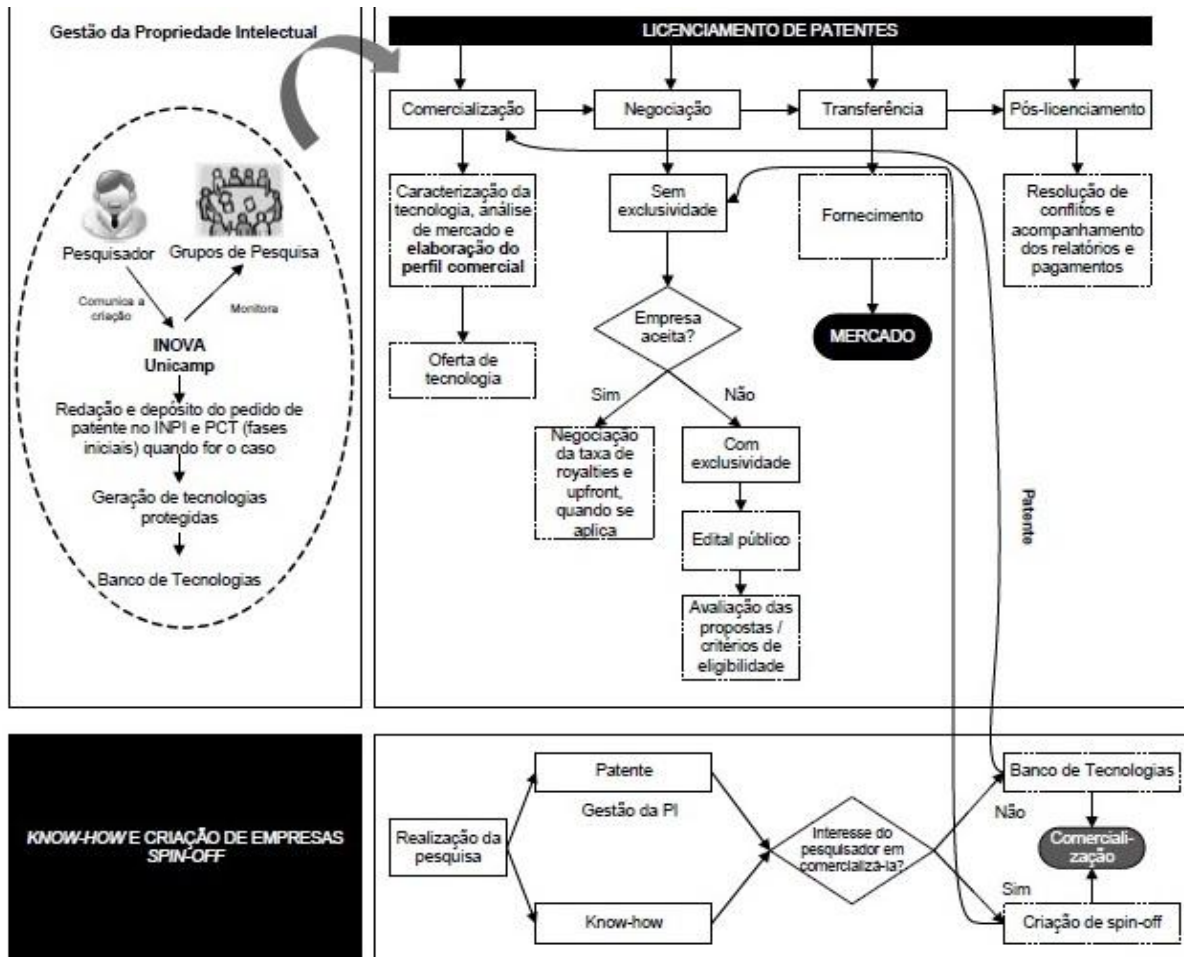 Gestão da Propriedade Intelectual
Pesquisador
Grupos de Pesquisa
Comunica a
criação
Monitora
INOVA
Unicamp
Redação e depósito do pedido de
patente no INPI e PCT (fases
iniciais) quando for o caso
Geração de tecnologias
protegidas
Banco de Tecnologias
LICENCIAMENTO DE PATENTES
Comercialização
Negociação
Transferência
Pós-licenciamento
Caracterização da
tecnologia, análise
de mercado e
elaboração do
perfil comercial
Oferta de
tecnologia
Sem
exclusividade
Empresa
aceita?
Sim
Não
Negociação
da taxa de
royalties e
upfront,
quando se
aplica
Com
exclusividade
Edital público
Avaliação das
propostas /
critérios de
eligibilidade
Fornecimento
MERCADO
Resolução de
conflitos e
acompanhamento
dos relatórios e
pagamentos
Patente
KNOW-HOW E CRIAÇÃO DE EMPRESAS
SPIN-OFF
Realização da
pesquisa
Patente
Gestão da PI
Know-how
Interesse do
pesquisador em
comercializá-la?
Não
Sim
Banco de Tecnologias
Comerciali-
zação
Criação de spin-off